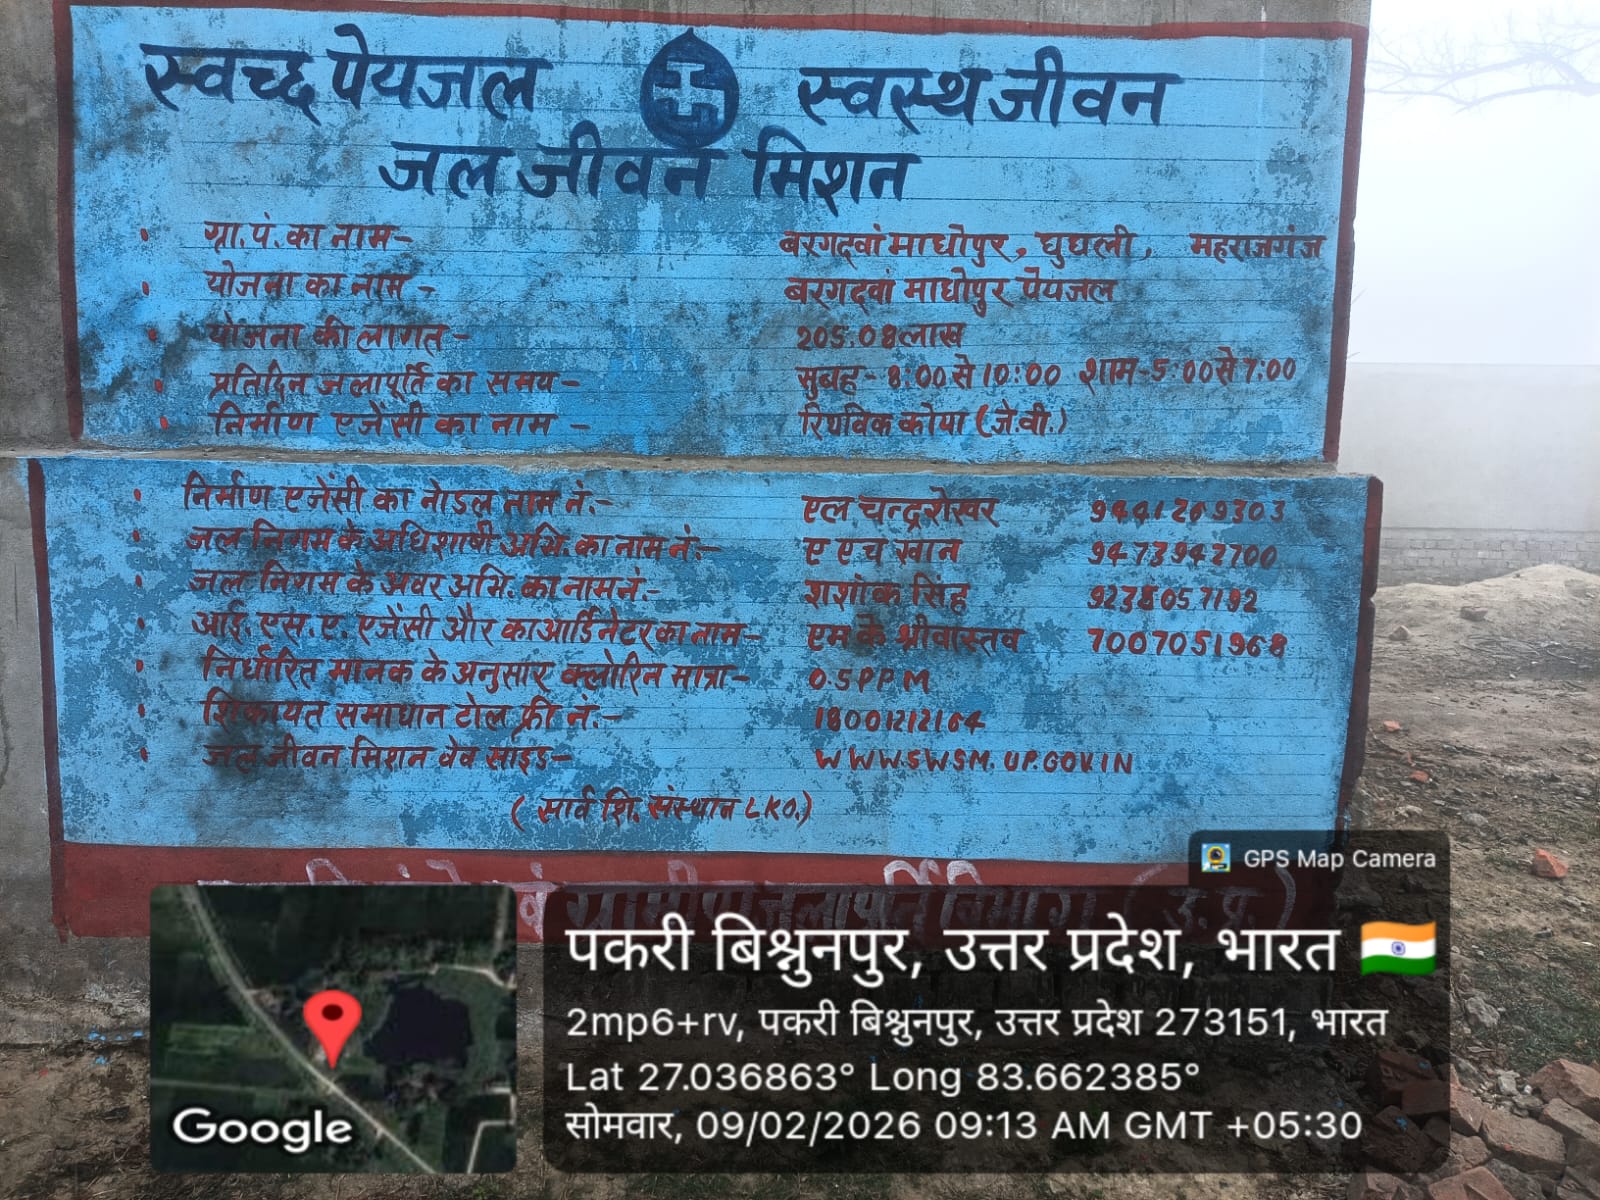 स्वच्छ पेयजल स्वस्थ जीवन
जल जीवन मिशन
ग्रा.पं. का नाम- बरगदवां माधोपुर, घुघली, महराजगंज
योजना का नाम - बरगदवां माधोपुर पेयजल
योजना की लागत- 205.08 लाख
प्रतिदिन जलापूर्ति का समय- सुबह- 8:00 से 10:00 शाम-5:00 से 7:00
निर्माण एजेंसी का नाम - रियविक कोया (जे.वी.)
निर्माण एजेंसी का नोडल नाम नं.- एल चन्द्रशेखर 9441269303
जल निगम के अधिशाषी अभि. का नाम नं.- ए एच खान 9473942700
जल निगम के अवर अभि. का नाम नं.- शशांक सिंह 9238057192
आई. एस. ए. एजेंसी और काआर्डिनेटर का नाम- एम के श्रीवास्तव 7007051968
निर्धारित मानक के अनुसार क्लोरिन मात्रा- 0.5 PPM
शिकायत समाधान टोल फ्री नं.- 18001212164
जल जीवन मिशन वेव साइड- WWW.SWSM.UP.GOV.IN
(सार्व शि. संस्थान LKO.)
ग्रामीण जलापूर्ति विभाग (उ.प्र.)
GPS Map Camera
पकरी बिश्नुनपुर, उत्तर प्रदेश, भारत
2mp6+rv, पकरी बिश्नुनपुर, उत्तर प्रदेश 273151, भारत
Lat 27.036863° Long 83.662385°
सोमवार, 09/02/2026 09:13 AM GMT +05:30
Google